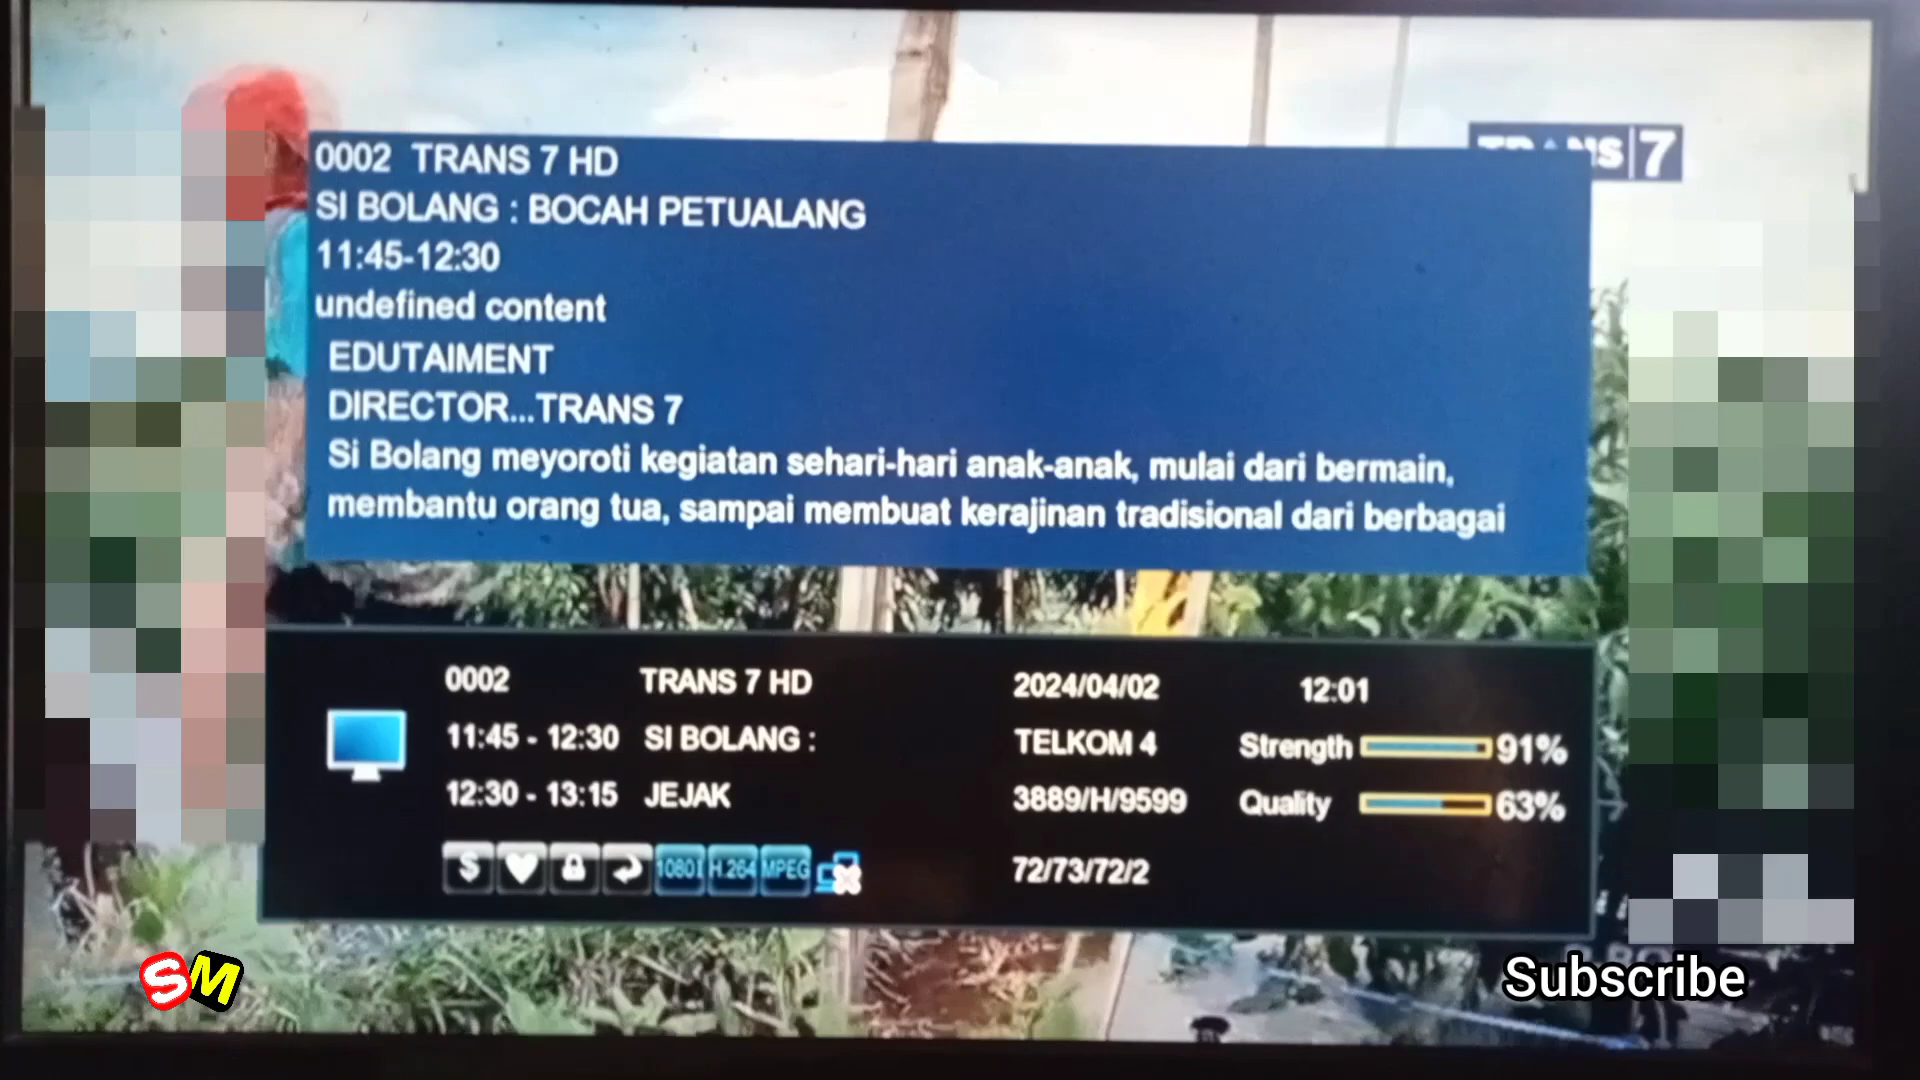 TRANS 7
0002 TRANS 7 HD
SI BOLANG : BOCAH PETUALANG
11:45-12:30
undefined content
EDUTAIMENT
DIRECTOR...TRANS 7
Si Bolang meyoroti kegiatan sehari-hari anak-anak, mulai dari bermain,
membantu orang tua, sampai membuat kerajinan tradisional dari berbagai
0002 TRANS 7 HD 2024/04/02 12:01
11:45 - 12:30 SI BOLANG : TELKOM 4 Strength 91%
12:30 - 13:15 JEJAK 3889/H/9599 Quality 63%
$ 1080I H.264 MPEG 72/73/72/2
SM
Subscribe